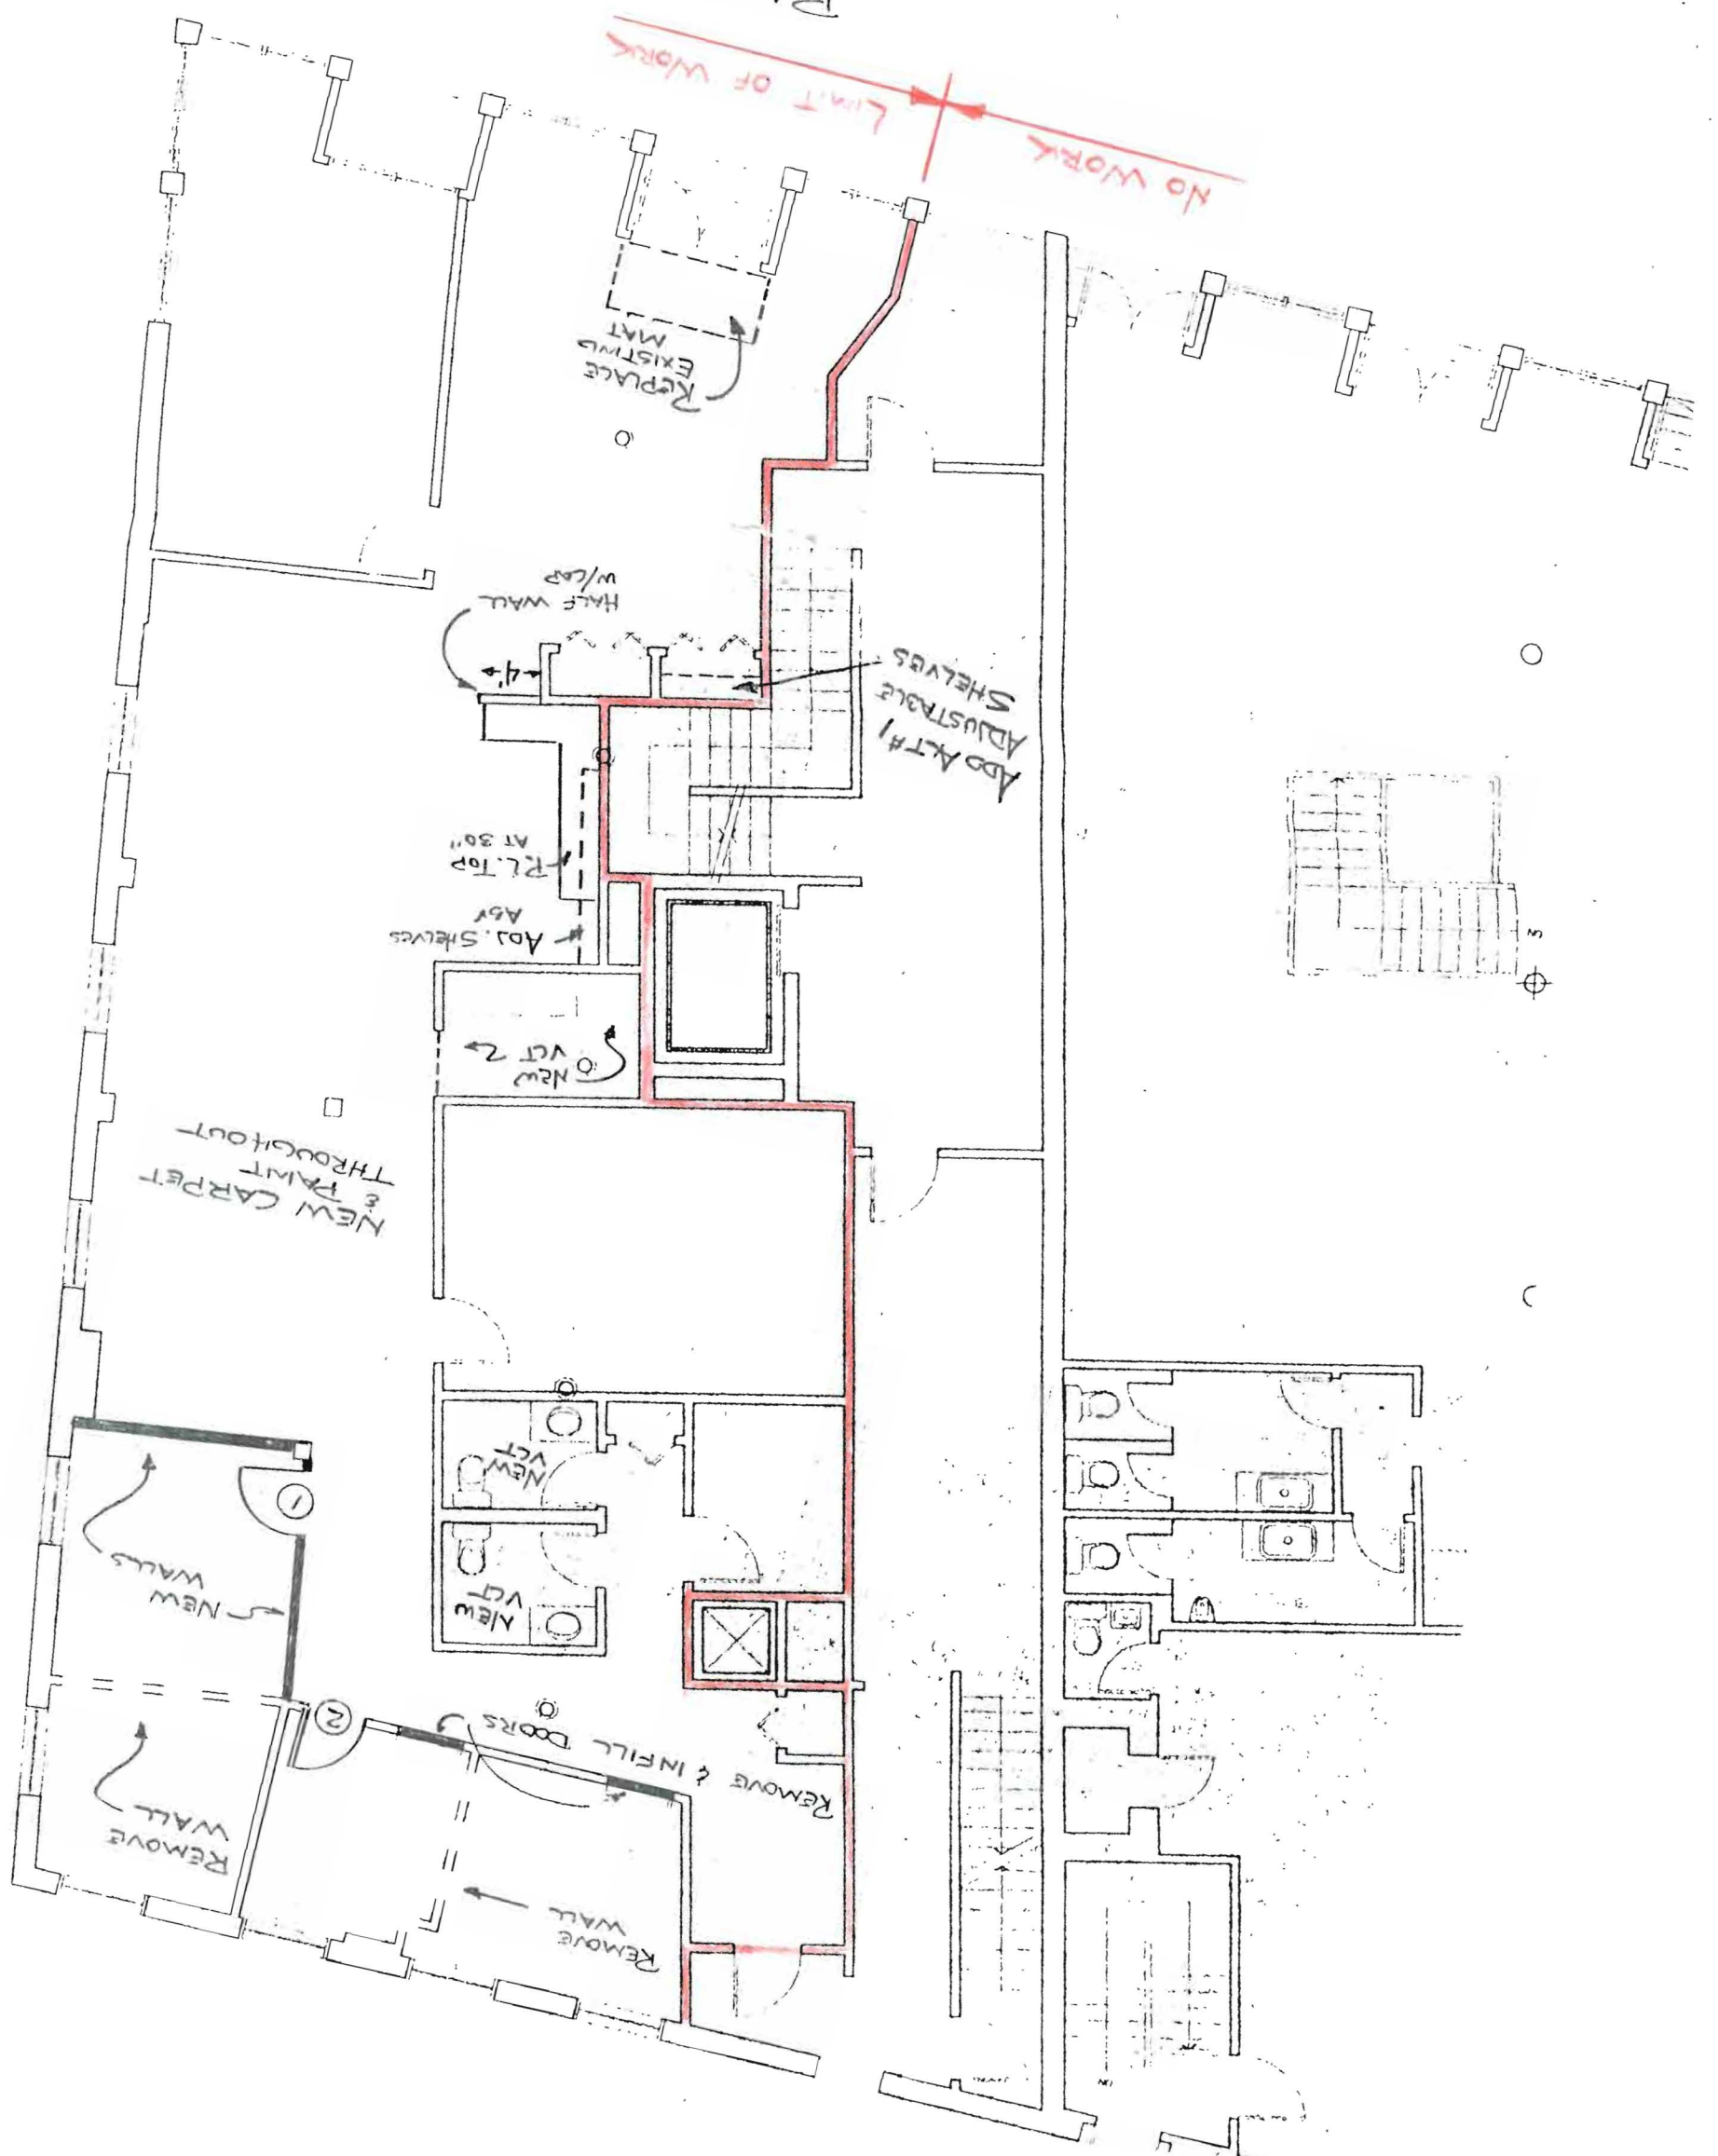 REMOVE
WALL
REMOVE
WALL
REMOVE & INFILL DOORS
2
NEW
WALLS
1
NEW
VCT
NEW
VCT
NEW CARPET
& PAINT
THROUGHOUT
NEW
VCT
ADJ. SHELVES
ABV
P.L. TOP
AT 30"
ADD ALT #1
ADJUSTABLE
SHELVES
4"
HALF WALL
W/CAP
REPLACE
EXISTING
MAT
NO WORK
LIMIT OF WORK